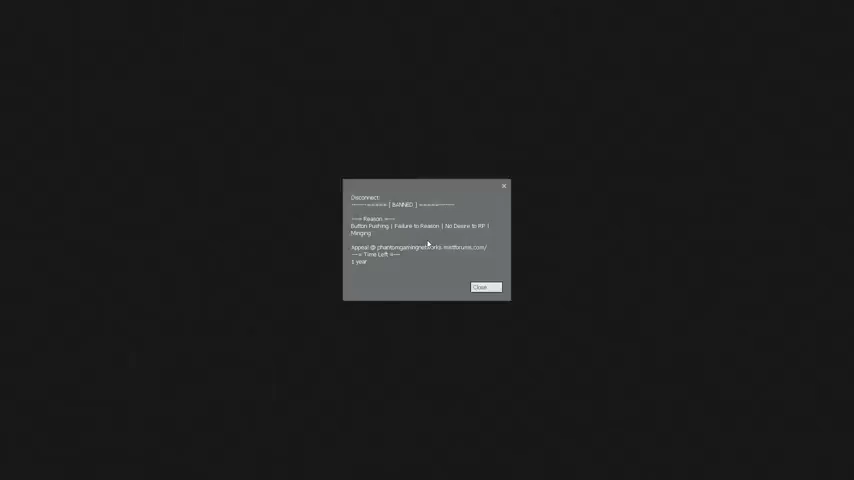 Disconnect:
-------===== [ BANNED ] =====-------
---= Reason =---
Button Pushing | Failure to Reason | No Desire to RP |
Minging
Appeal @ phantomgamingnetworks.
---= Time Left =---
1 year
Close